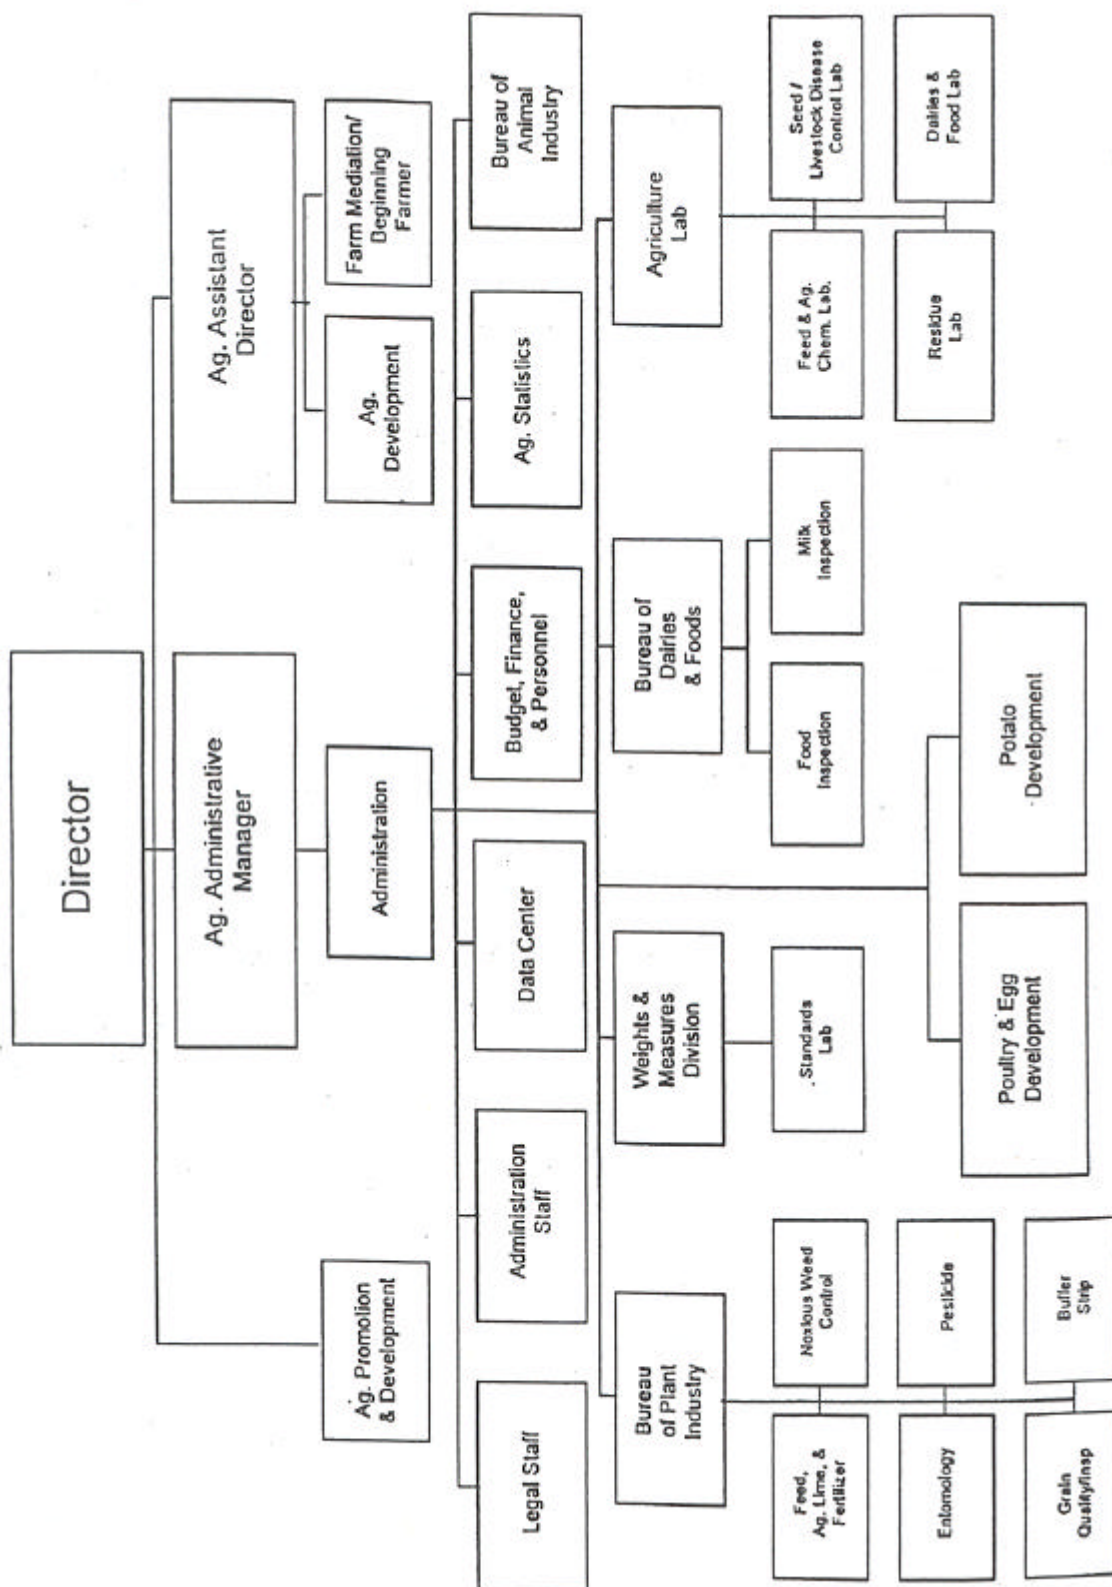 Director
Ag. Administrative
Manager
Ag. Assistant
Director
Ag. Promotion
& Development
Administration
Ag.
Development
Farm Mediation/
Beginning
Farmer
Legal Staff
Administration
Staff
Data Center
Budget, Finance,
& Personnel
Ag. Statistics
Bureau of
Animal
Industry
Bureau
of Plant
Industry
Weights &
Measures
Division
Bureau of
Dairies
& Foods
Agriculture
Lab
Feed,
Ag. Lime, &
Fertilizer
Noxious Weed
Control
Standards
Lab
Food
Inspection
Milk
Inspection
Feed & Ag.
Chem. Lab.
Seed /
Livestock Disease
Control Lab
Entomology
Pesticide
Residue
Lab
Dairies &
Food Lab
Grain
Quality/Insp
Buffer
Strip
Poultry & Egg
Development
Potato
Development